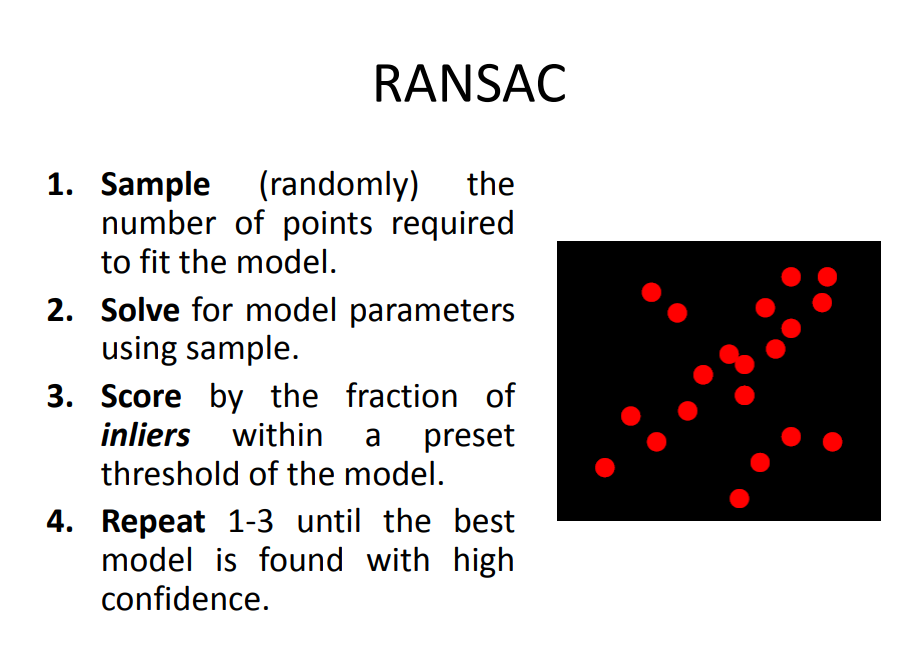 RANSAC
1. Sample (randomly) the
number of points required
to fit the model.
2. Solve for model parameters
using sample.
3. Score by the fraction of
inliers within a preset
threshold of the model.
4. Repeat 1-3 until the best
model is found with high
confidence.